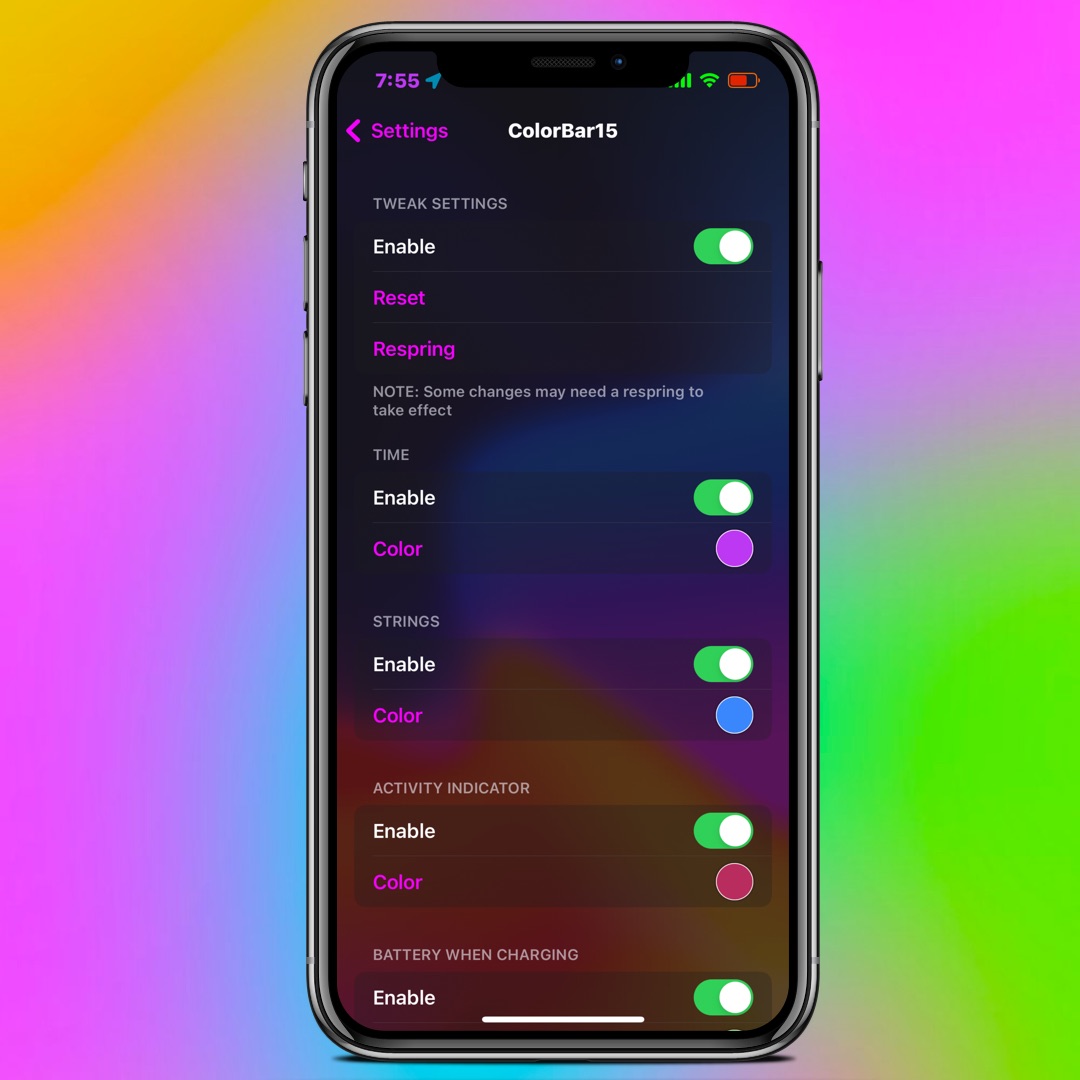 7:55
Settings
ColorBar15
TWEAK SETTINGS
Enable
Reset
Respring
NOTE: Some changes may need a respring to
take effect
TIME
Enable
Color
STRINGS
Enable
Color
ACTIVITY INDICATOR
Enable
Color
BATTERY WHEN CHARGING
Enable